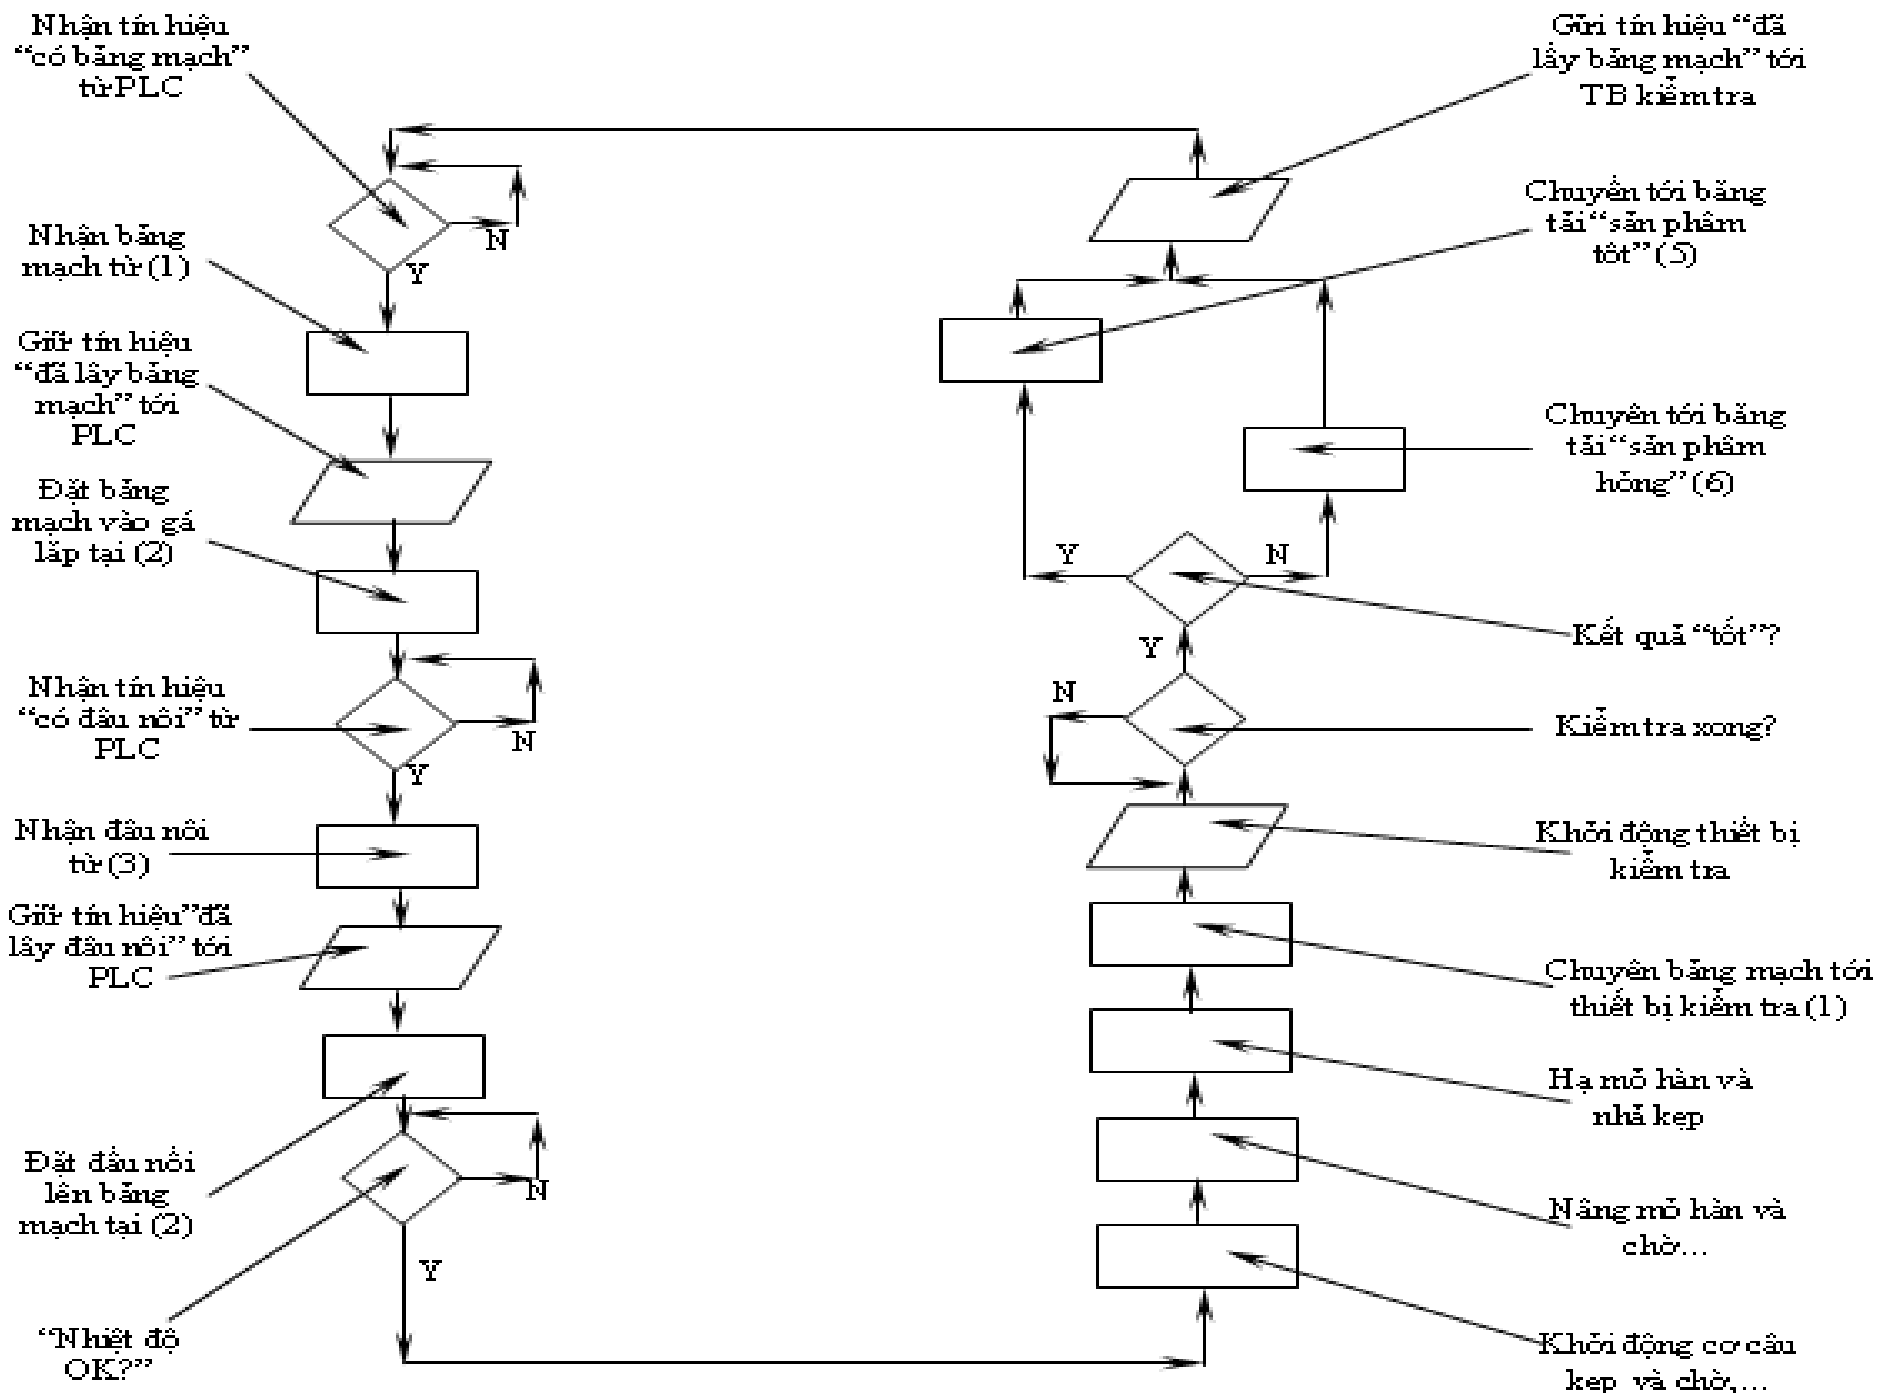 Nhận tín hiệu
“có bảng mạch”
từ PLC
N
Y
Nhận bảng
mạch từ (1)
Giữ tín hiệu
“đã lấy bảng
mạch” tới
PLC
Đặt bảng
mạch vào gá
lắp tại (2)
Nhận tín hiệu
“có đầu nối” từ
PLC
N
Y
Nhận đầu nối
từ (3)
Giữ tín hiệu”đã
lấy đầu nối” tới
PLC
Đặt đầu nối
lên bảng
mạch tại (2)
N
Y
“Nhiệt độ
OK?”
Gửi tín hiệu “đã
lấy bảng mạch” tới
TB kiểm tra
Chuyển tới băng
tải “sản phẩm
tốt” (5)
Chuyển tới băng
tải “sản phẩm
hỏng” (6)
Y
N
Kết quả “tốt”?
Y
N
Kiểm tra xong?
Khởi động thiết bị
kiểm tra
Chuyển bảng mạch tới
thiết bị kiểm tra (1)
Hạ mỏ hàn và
nhả kẹp
Nâng mỏ hàn và
chờ...
Khởi động cơ cấu
kẹp và chờ,...